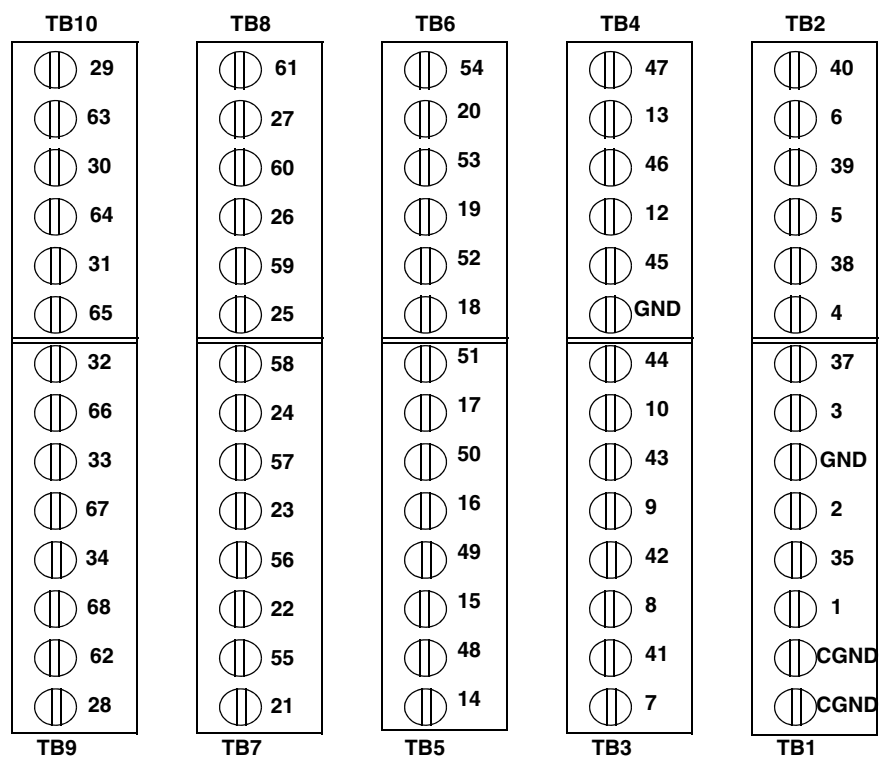 TB10 TB8 TB6 TB4 TB2
29 61 54 47 40
63 27 20 13 6
30 60 53 46 39
64 26 19 12 5
31 59 52 45 38
65 25 18 GND 4
32 58 51 44 37
66 24 17 10 3
33 57 50 43 GND
67 23 16 9 2
34 56 49 42 35
68 22 15 8 1
62 55 48 41 CGND
28 21 14 7 CGND
TB9 TB7 TB5 TB3 TB1